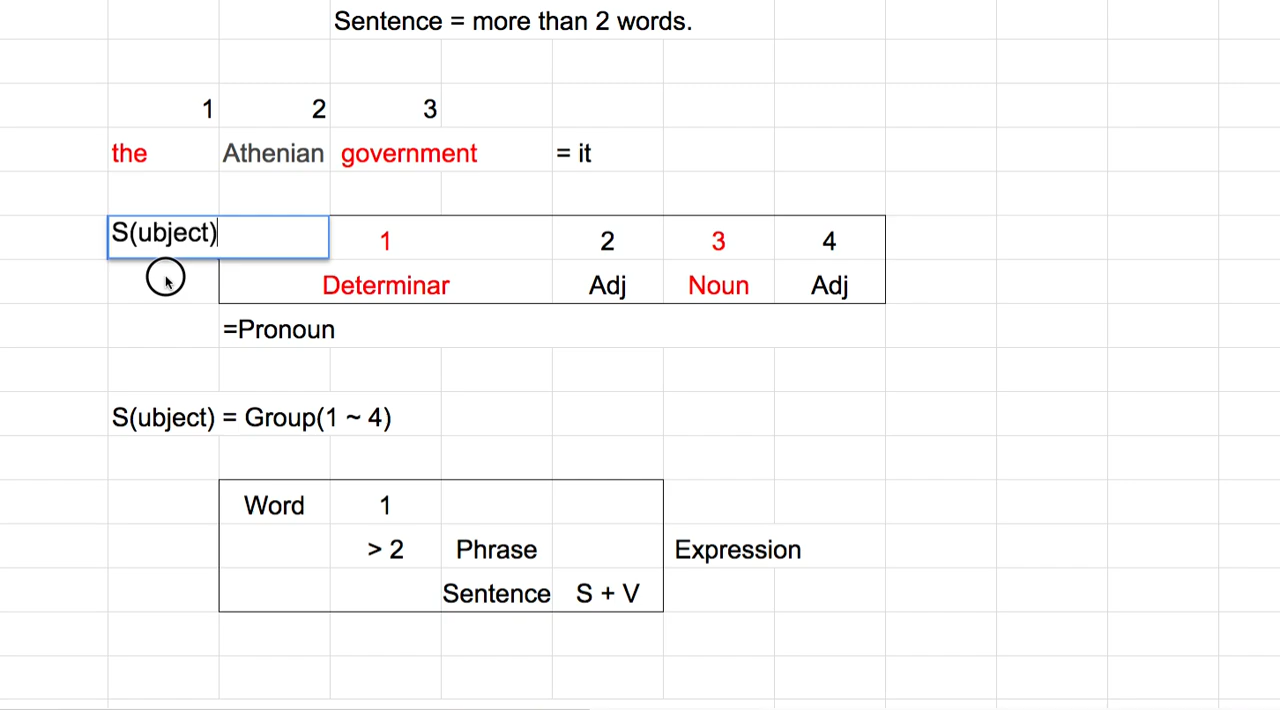 Sentence = more than 2 words.
1 2 3
the Athenian government = it
S(ubject) 1 2 3 4
Determinar Adj Noun Adj
=Pronoun
S(ubject) = Group(1 ~ 4)
Word 1
> 2 Phrase Expression
Sentence S + V